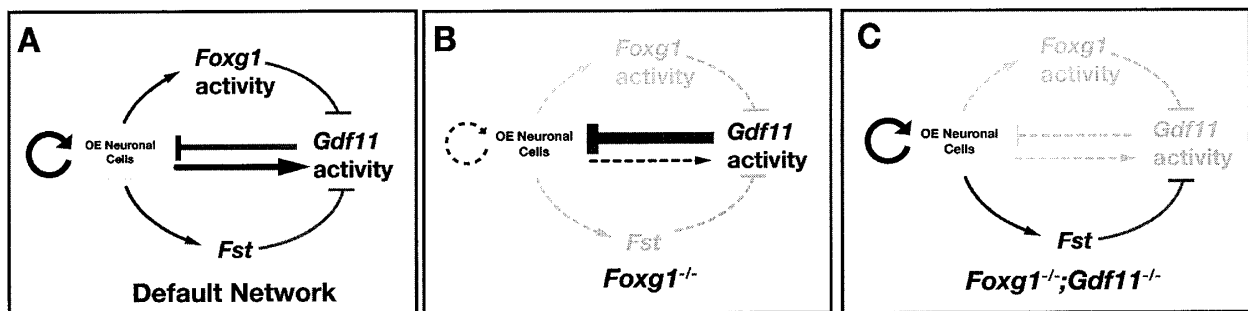 A
Foxg1
activity
OE Neuronal
Cells
Gdf11
activity
Fst
Default Network
B
Foxg1
activity
OE Neuronal
Cells
Gdf11
activity
Fst
Foxg1-/-
C
Foxg1
activity
OE Neuronal
Cells
Gdf11
activity
Fst
Foxg1-/-;Gdf11-/-